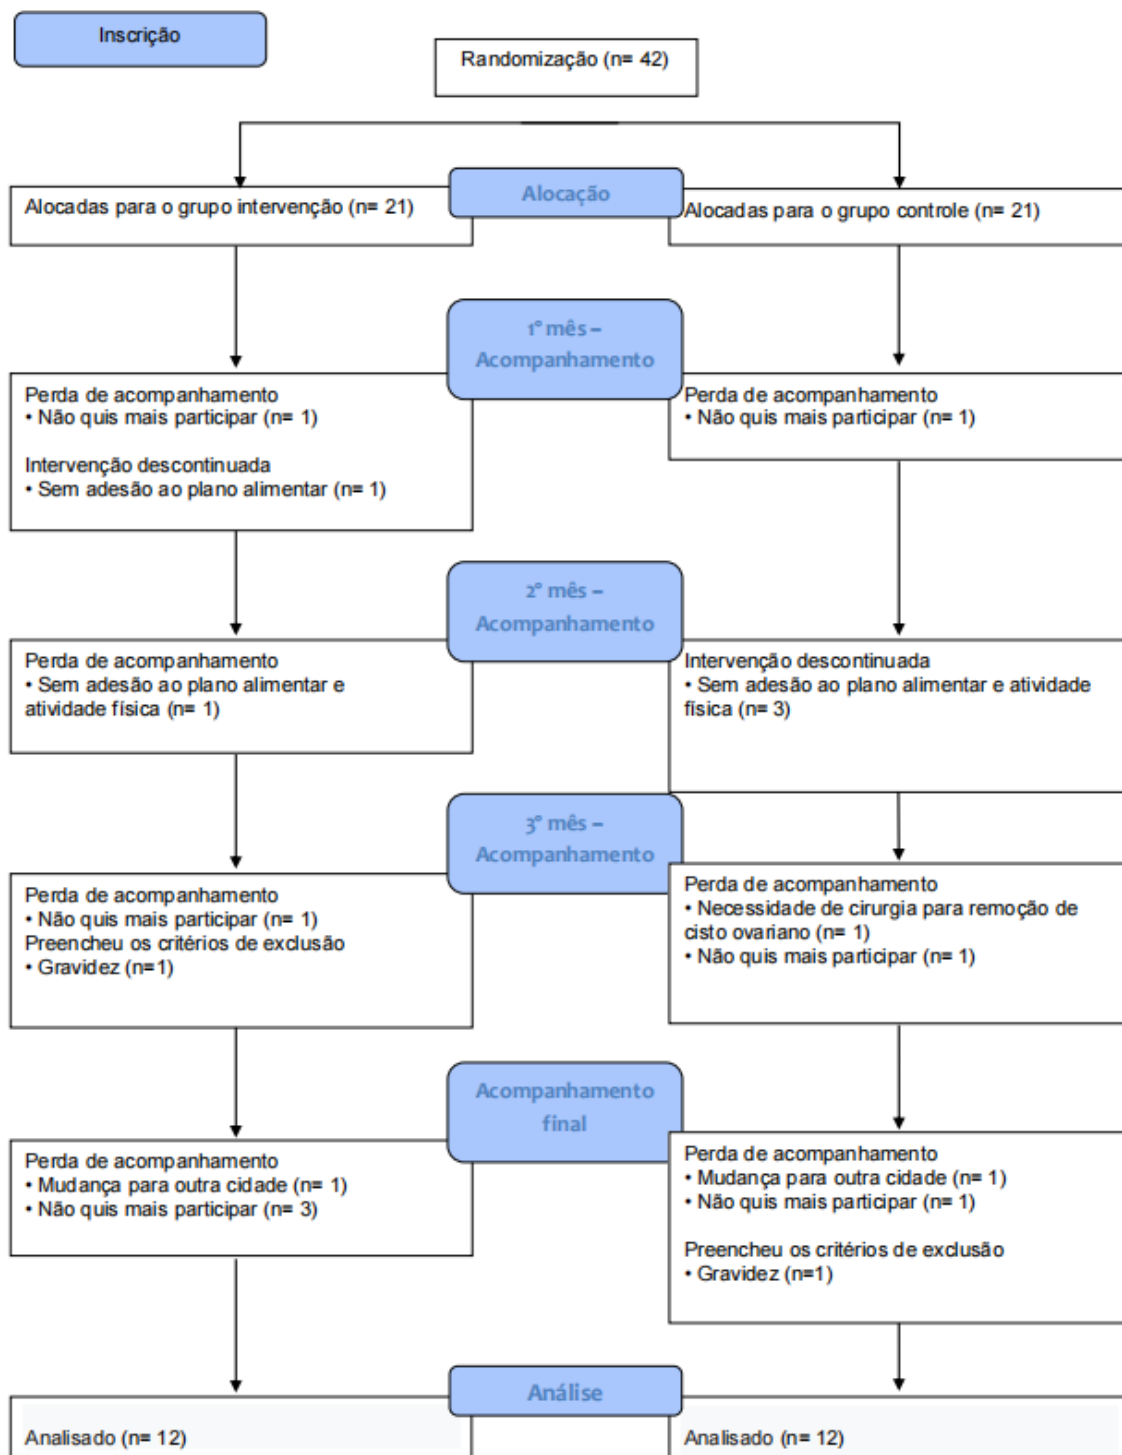 Inscrição
Randomização (n= 42)
Alocação
Alocadas para o grupo intervenção (n= 21)
Alocadas para o grupo controle (n= 21)
1º mês –
Acompanhamento
Perda de acompanhamento
• Não quis mais participar (n= 1)
Intervenção descontinuada
• Sem adesão ao plano alimentar (n= 1)
Perda de acompanhamento
• Não quis mais participar (n= 1)
2º mês –
Acompanhamento
Perda de acompanhamento
• Sem adesão ao plano alimentar e
atividade física (n= 1)
Intervenção descontinuada
• Sem adesão ao plano alimentar e atividade
física (n= 3)
3º mês –
Acompanhamento
Perda de acompanhamento
• Não quis mais participar (n= 1)
Preencheu os critérios de exclusão
• Gravidez (n=1)
Perda de acompanhamento
• Necessidade de cirurgia para remoção de
cisto ovariano (n= 1)
• Não quis mais participar (n= 1)
Acompanhamento
final
Perda de acompanhamento
• Mudança para outra cidade (n= 1)
• Não quis mais participar (n= 3)
Perda de acompanhamento
• Mudança para outra cidade (n= 1)
• Não quis mais participar (n= 1)
Preencheu os critérios de exclusão
• Gravidez (n=1)
Análise
Analisado (n= 12)
Analisado (n= 12)